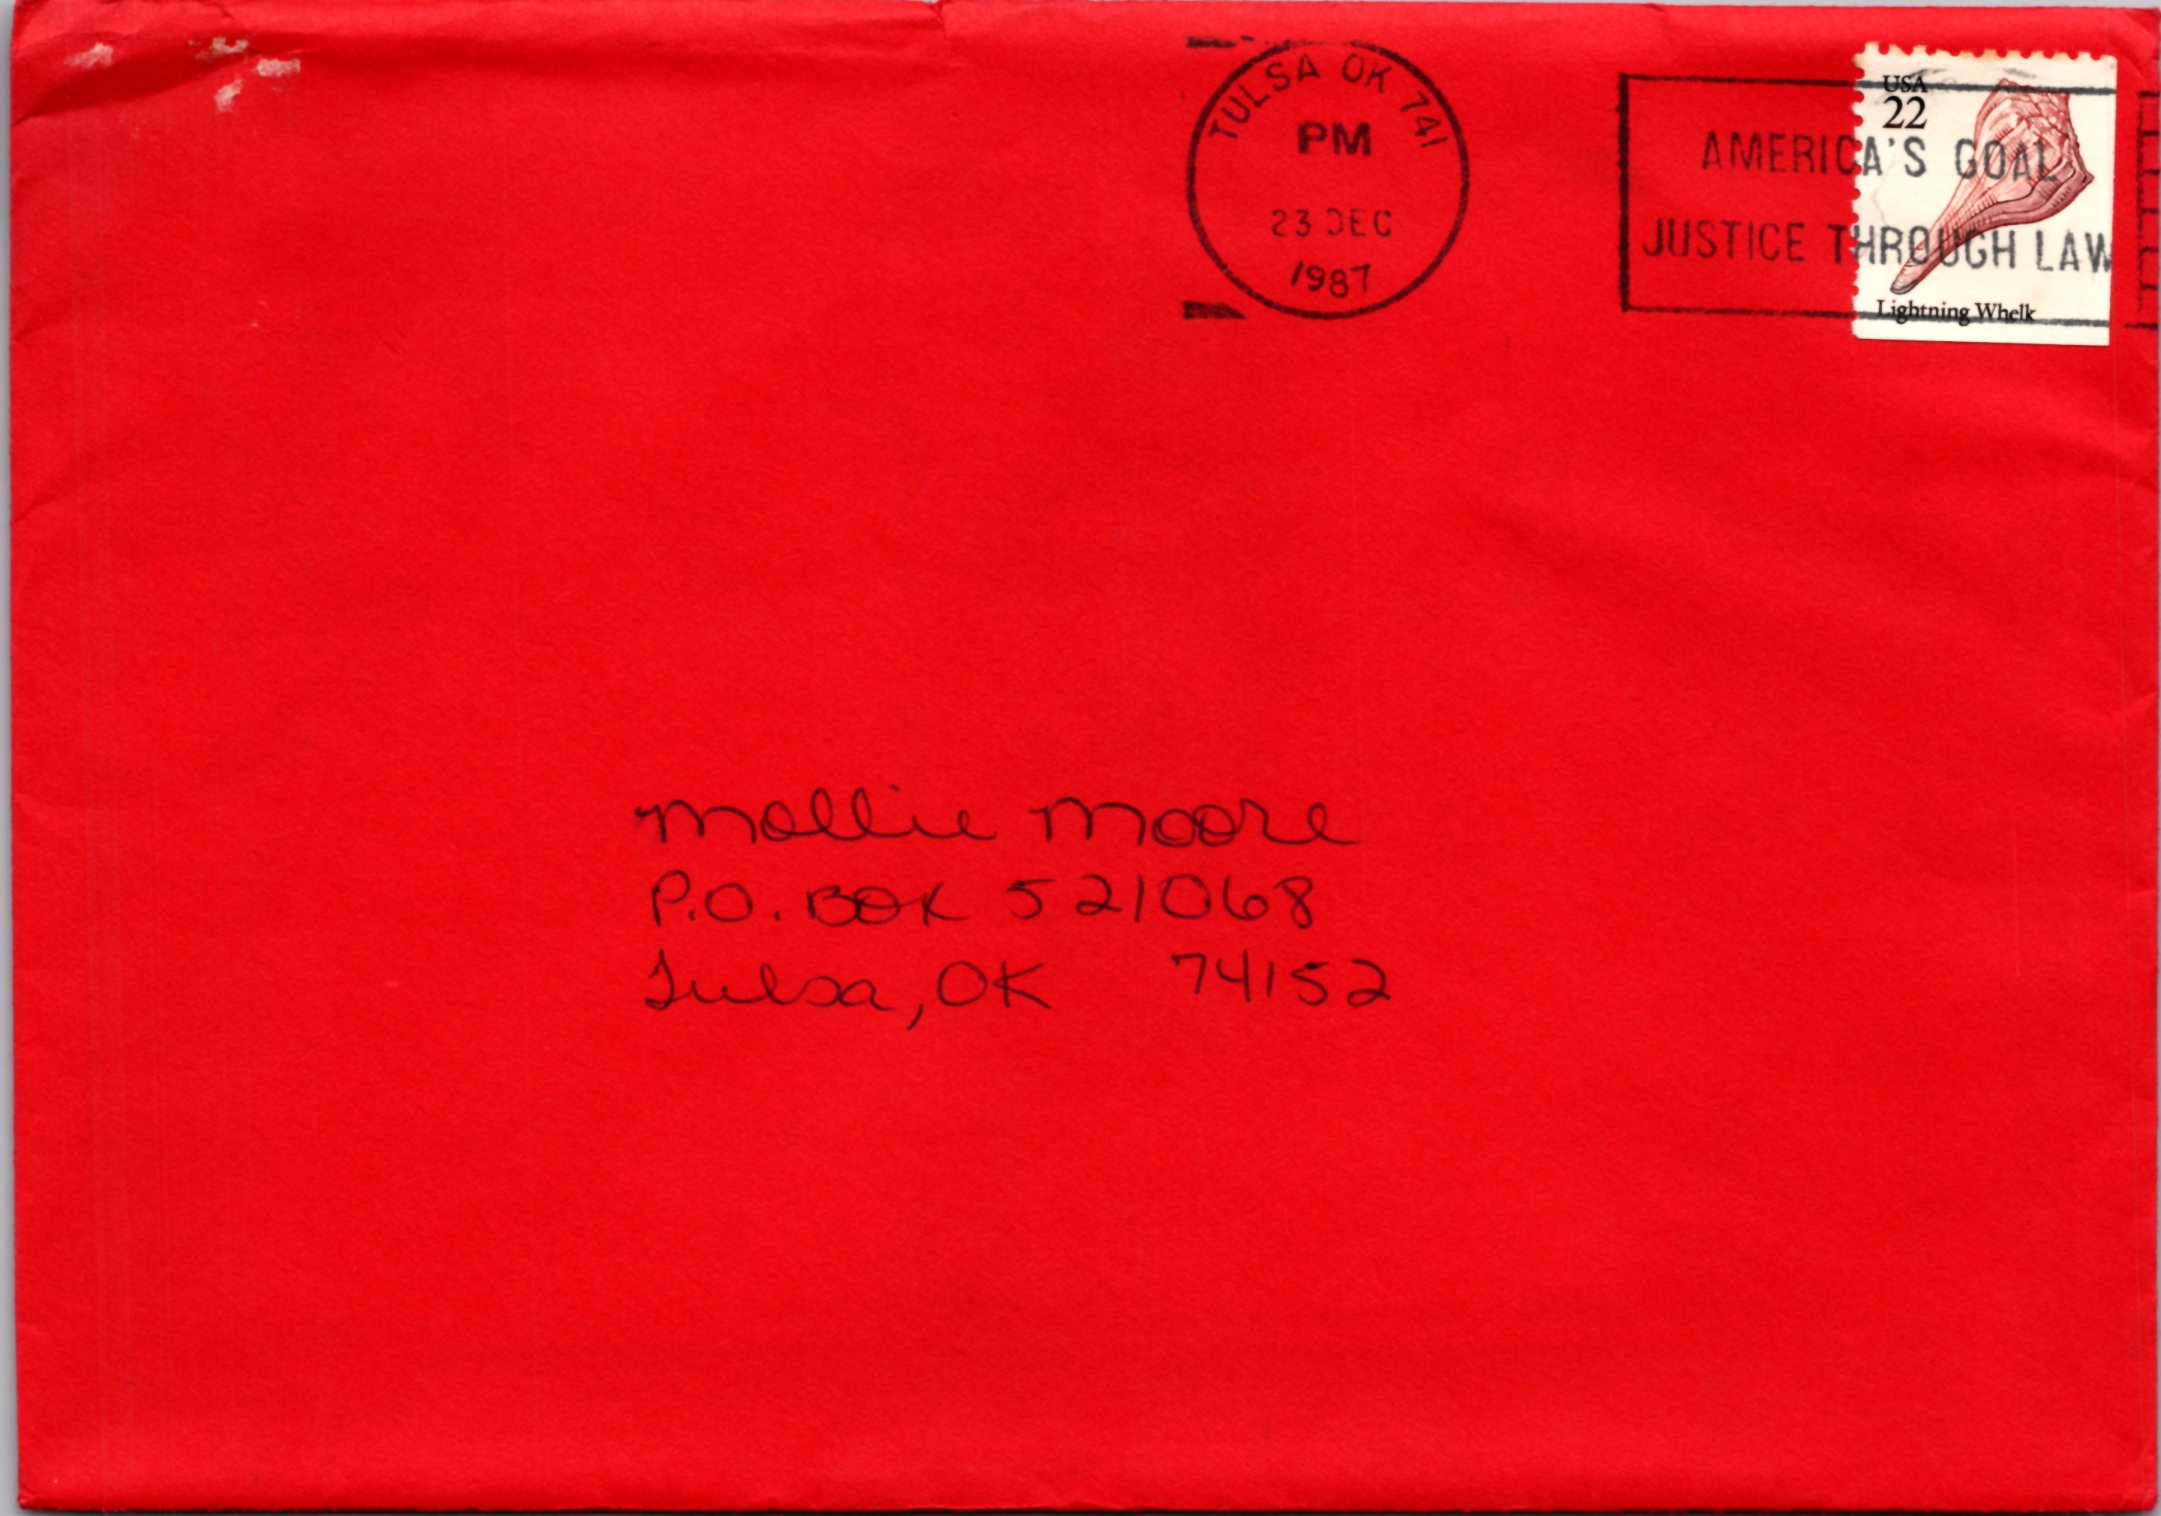 TULSA OK 741
PM
23 DEC
1987
AMERICA'S GOAL
JUSTICE THROUGH LAW
USA
22
Lightning Whelk
Mollie Moore
P.O. BOX 521068
Tulsa, OK 74152